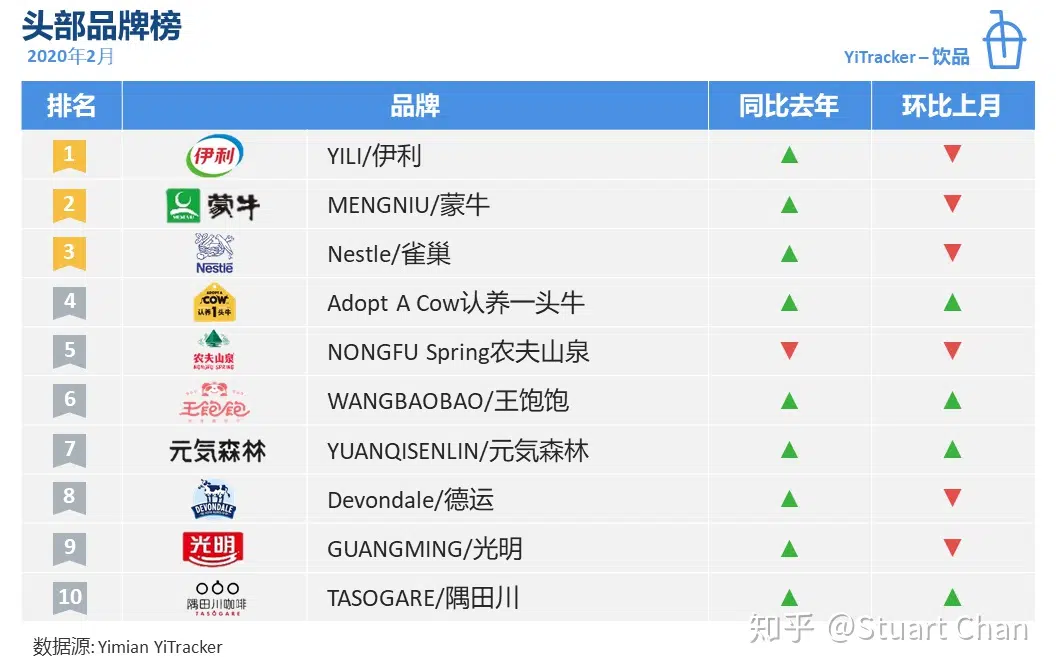 头部品牌榜
2020年2月
YiTracker – 饮品
排名 品牌 同比去年 环比上月
1 伊利 YILI/伊利 ▲ ▼
2 蒙牛 MENGNIU/蒙牛 ▲ ▼
3 Nestlé Nestle/雀巢 ▲ ▼
4 ADOPT A COW 认养1头牛 Adopt A Cow认养一头牛 ▲ ▲
5 农夫山泉 NONGFU SPRING NONGFU Spring农夫山泉 ▼ ▼
6 王饱饱 WANGBAOBAO/王饱饱 ▲ ▲
7 元気森林 YUANQISENLIN/元气森林 ▲ ▲
8 DEVONDALE Devondale/德运 ▲ ▼
9 光明 GUANGMING/光明 ▲ ▼
10 隅田川咖啡 TASOGARE TASOGARE/隅田川 ▲ ▲
数据源: Yimian YiTracker
知乎 @Stuart Chan